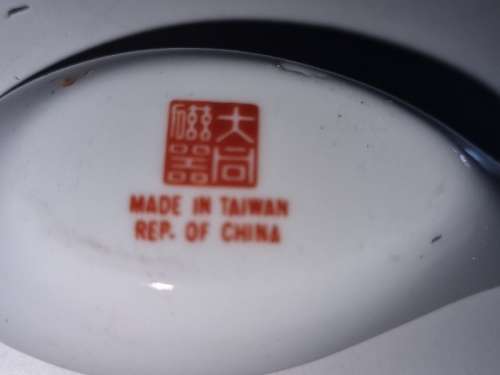 大同
磁器
MADE IN TAIWAN
REP. OF CHINA